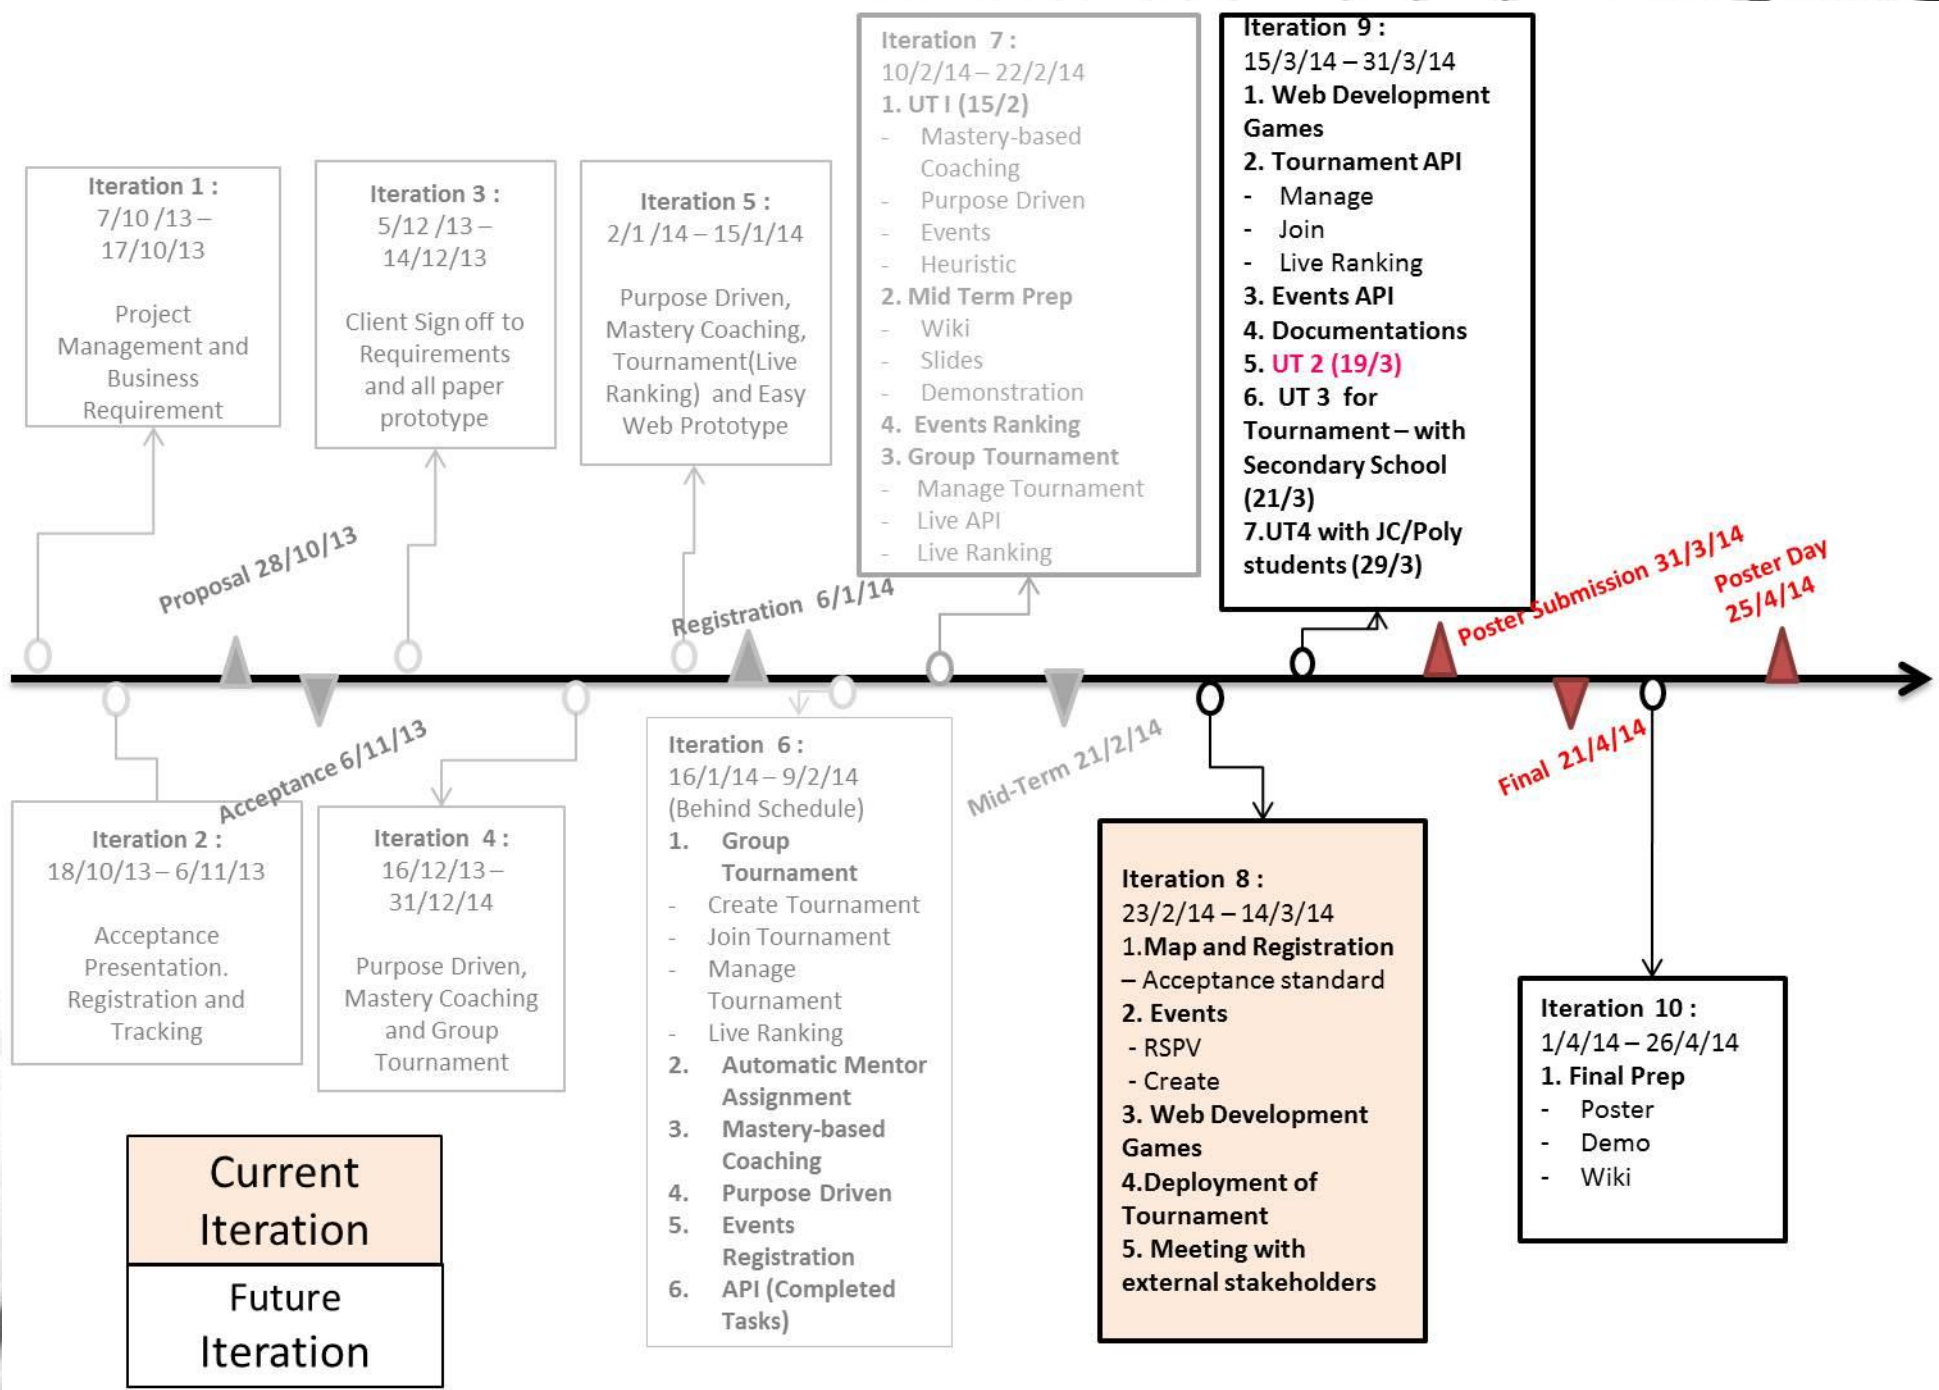 Iteration 1 :
7/10 /13 –
17/10/13
Project
Management and
Business
Requirement
Iteration 3 :
5/12 /13 –
14/12/13
Client Sign off to
Requirements
and all paper
prototype
Iteration 5 :
2/1 /14 – 15/1/14
Purpose Driven,
Mastery Coaching,
Tournament(Live
Ranking) and Easy
Web Prototype
Iteration 7 :
10/2/14 – 22/2/14
1. UT I (15/2)
- Mastery-based
Coaching
- Purpose Driven
- Events
- Heuristic
2. Mid Term Prep
- Wiki
- Slides
- Demonstration
4. Events Ranking
3. Group Tournament
- Manage Tournament
- Live API
- Live Ranking
Iteration 9 :
15/3/14 – 31/3/14
1. Web Development
Games
2. Tournament API
- Manage
- Join
- Live Ranking
3. Events API
4. Documentations
5. UT 2 (19/3)
6. UT 3 for
Tournament – with
Secondary School
(21/3)
7.UT4 with JC/Poly
students (29/3)
Proposal 28/10/13
Registration 6/1/14
Poster Submission 31/3/14
Poster Day
25/4/14
Acceptance 6/11/13
Mid-Term 21/2/14
Final 21/4/14
Iteration 2 :
18/10/13 – 6/11/13
Acceptance
Presentation.
Registration and
Tracking
Iteration 4 :
16/12/13 –
31/12/14
Purpose Driven,
Mastery Coaching
and Group
Tournament
Iteration 6 :
16/1/14 – 9/2/14
(Behind Schedule)
1. Group
Tournament
- Create Tournament
- Join Tournament
- Manage
Tournament
- Live Ranking
2. Automatic Mentor
Assignment
3. Mastery-based
Coaching
4. Purpose Driven
5. Events
Registration
6. API (Completed
Tasks)
Iteration 8 :
23/2/14 – 14/3/14
1.Map and Registration
– Acceptance standard
2. Events
- RSPV
- Create
3. Web Development
Games
4.Deployment of
Tournament
5. Meeting with
external stakeholders
Iteration 10 :
1/4/14 – 26/4/14
1. Final Prep
- Poster
- Demo
- Wiki
Current
Iteration
Future
Iteration